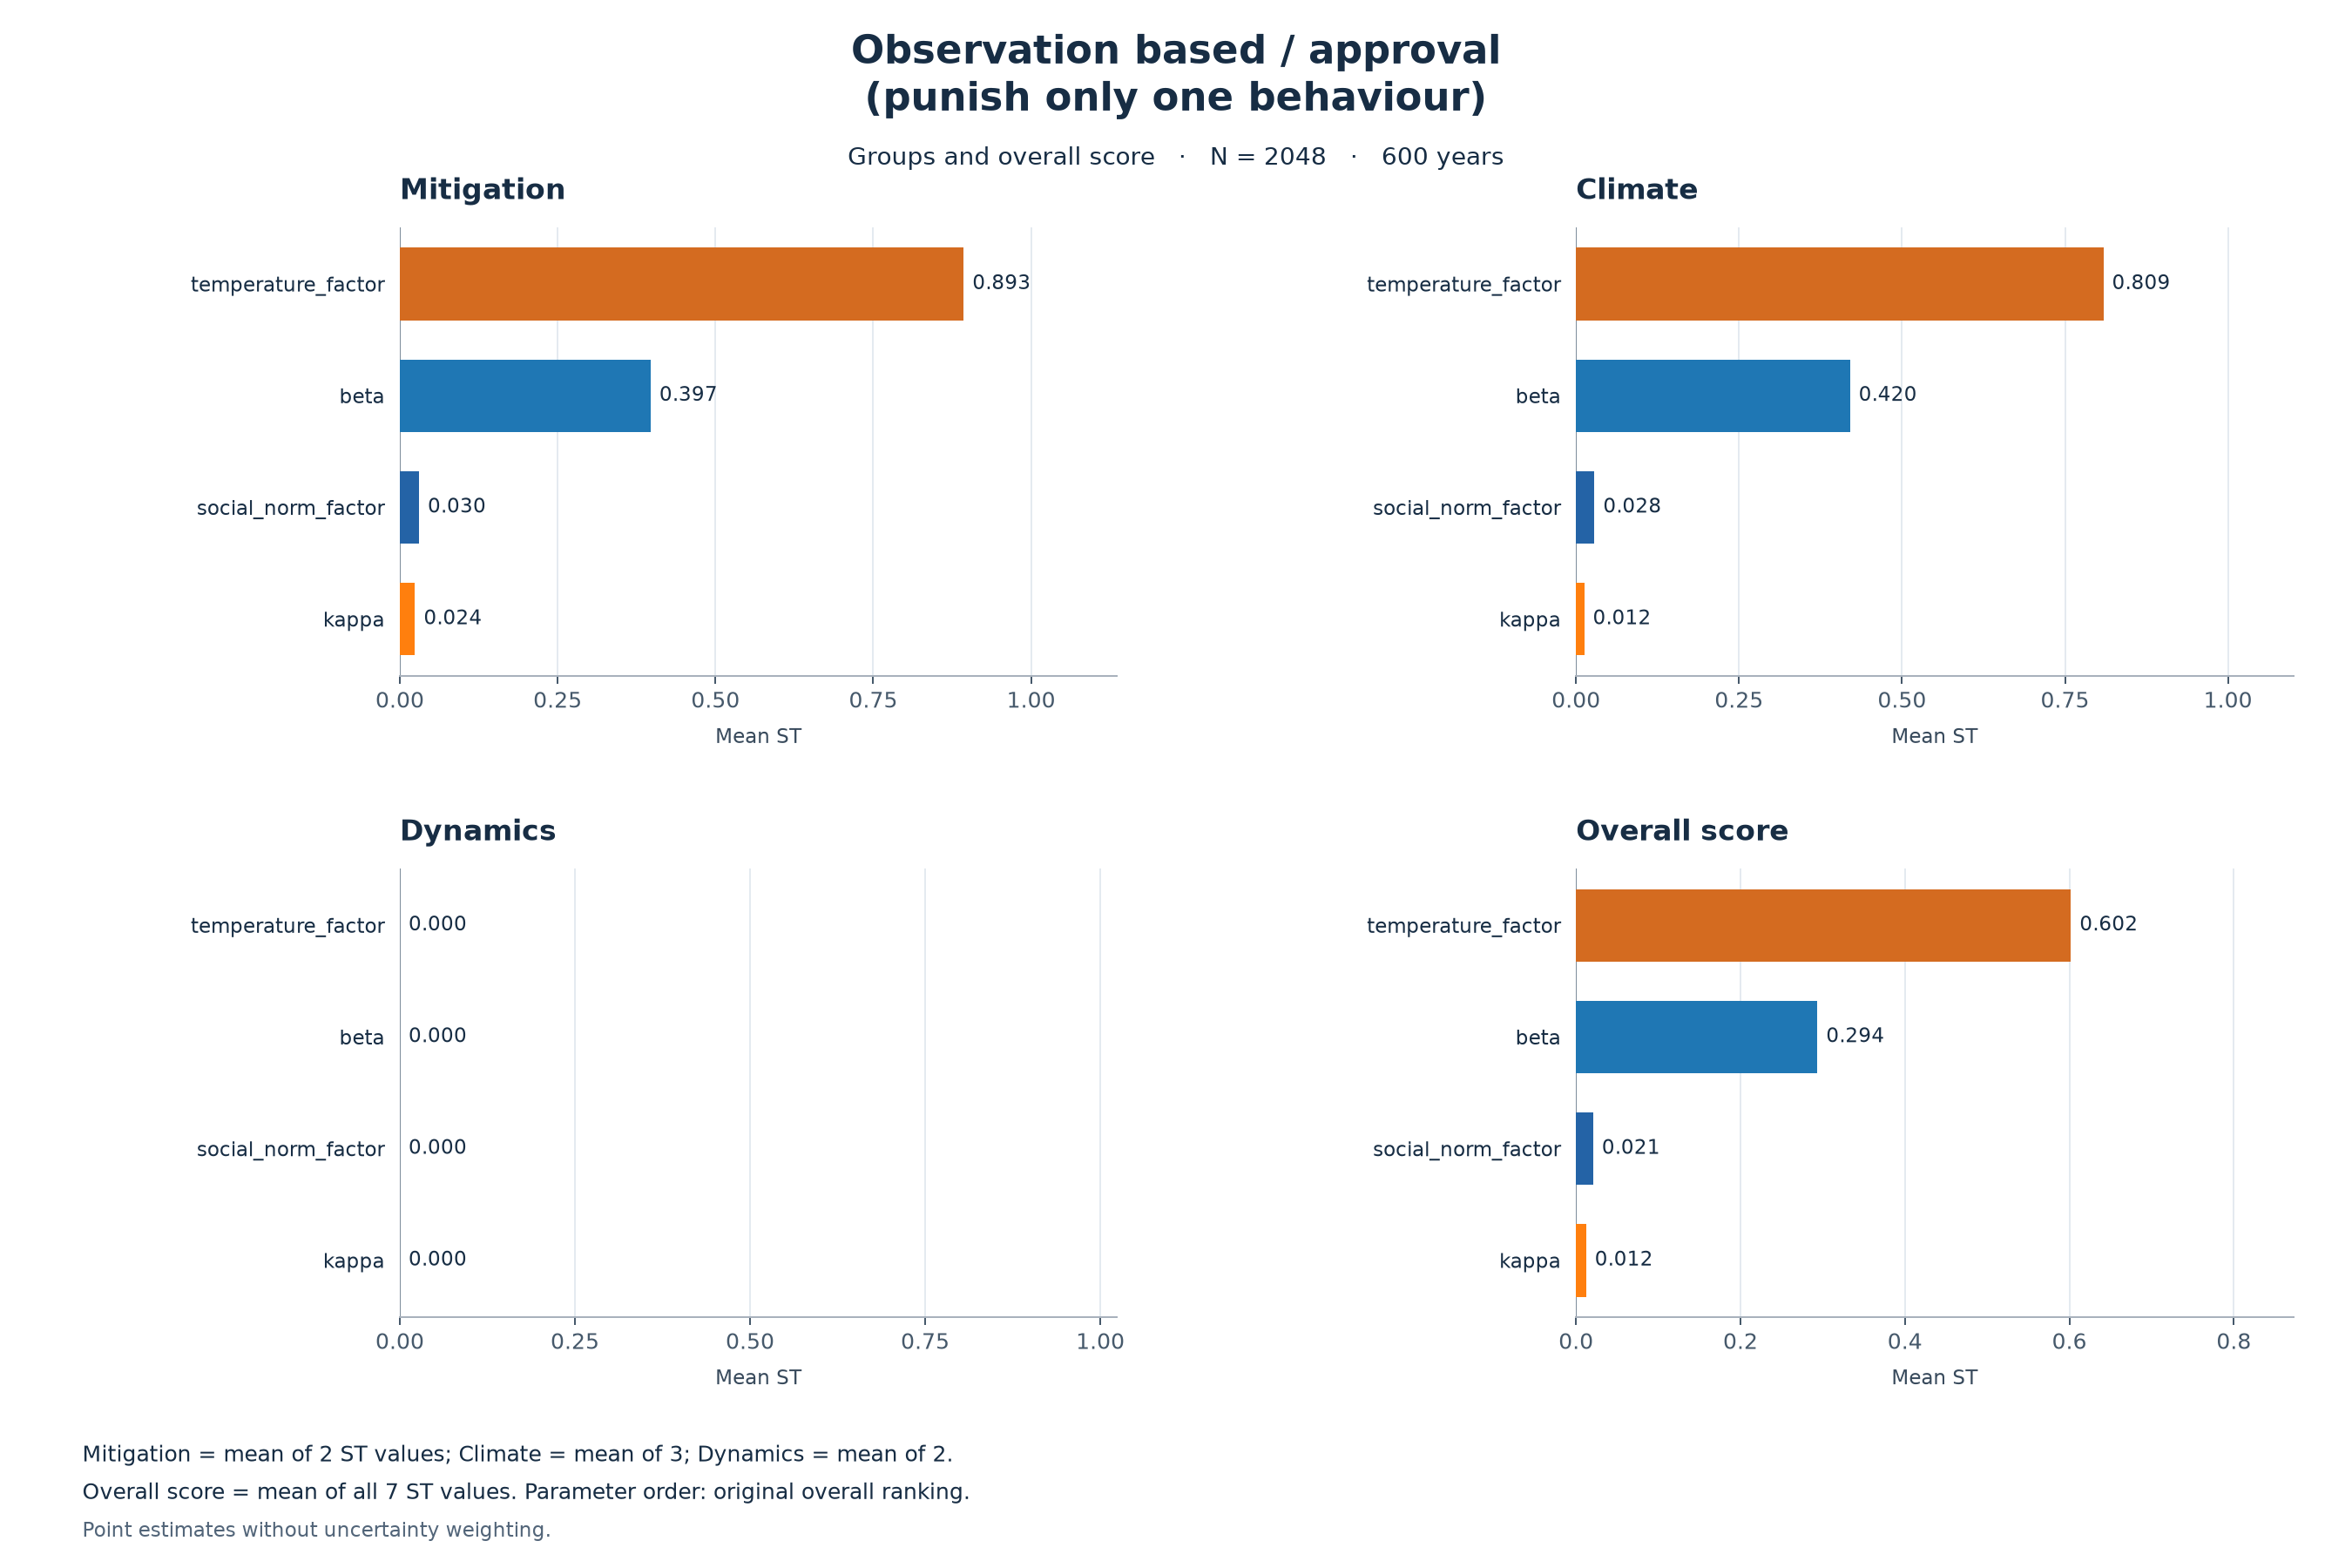 Observation based / approval
(punish only one behaviour)
Groups and overall score · N = 2048 · 600 years
Mitigation
temperature_factor 0.893
beta 0.397
social_norm_factor 0.030
kappa 0.024
0.00 0.25 0.50 0.75 1.00
Mean ST
Climate
temperature_factor 0.809
beta 0.420
social_norm_factor 0.028
kappa 0.012
0.00 0.25 0.50 0.75 1.00
Mean ST
Dynamics
temperature_factor 0.000
beta 0.000
social_norm_factor 0.000
kappa 0.000
0.00 0.25 0.50 0.75 1.00
Mean ST
Overall score
temperature_factor 0.602
beta 0.294
social_norm_factor 0.021
kappa 0.012
0.0 0.2 0.4 0.6 0.8
Mean ST
Mitigation = mean of 2 ST values; Climate = mean of 3; Dynamics = mean of 2.
Overall score = mean of all 7 ST values. Parameter order: original overall ranking.
Point estimates without uncertainty weighting.